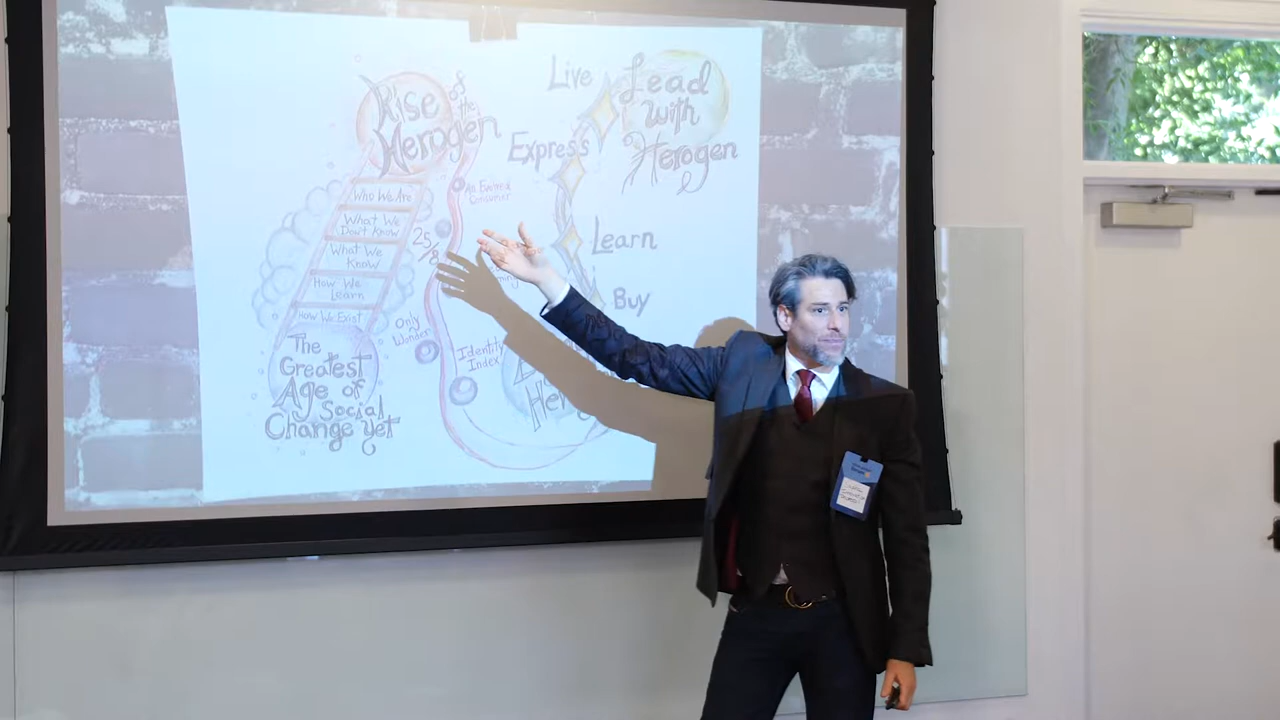 Rise
of
the
Herogen
Who We Are
What We
Don't Know
What We
Know
How We
Learn
How We Exist
The
Greatest
Age of
Social
Change Yet
25/8
Consumer
Only
Wonder
Identity
Index
Live
Lead
with
Herogen
Express
Learn
Buy